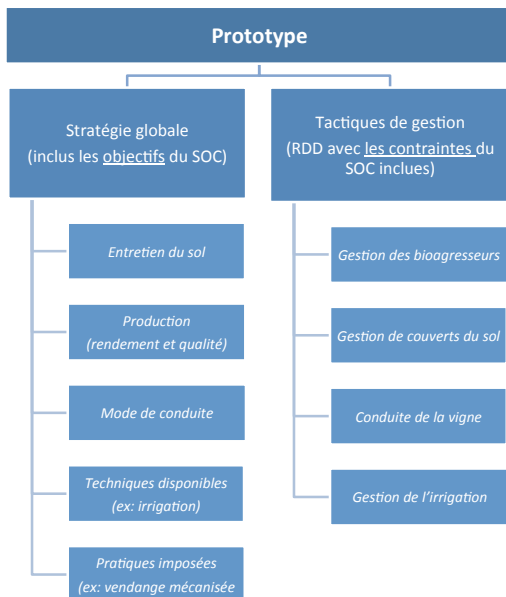 Prototype
Stratégie globale
(inclus les objectifs du SOC)
Entretien du sol
Production
(rendement et qualité)
Mode de conduite
Techniques disponibles
(ex: irrigation)
Pratiques imposées
(ex: vendange mécanisée
Tactiques de gestion
(RDD avec les contraintes du
SOC inclues)
Gestion des bioagresseurs
Gestion de couverts du sol
Conduite de la vigne
Gestion de l'irrigation